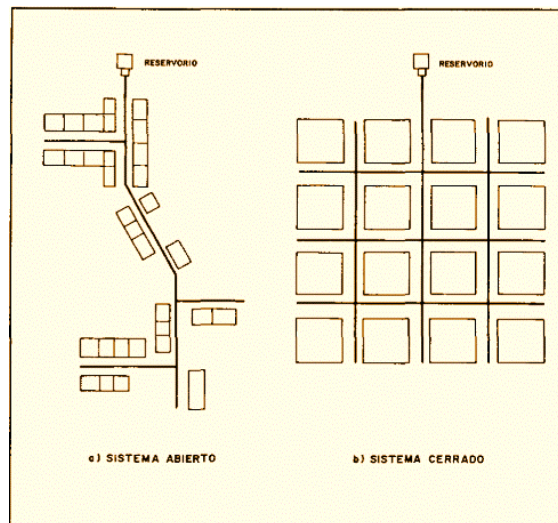 RESERVORIO
RESERVORIO
a) SISTEMA ABIERTO
b) SISTEMA CERRADO